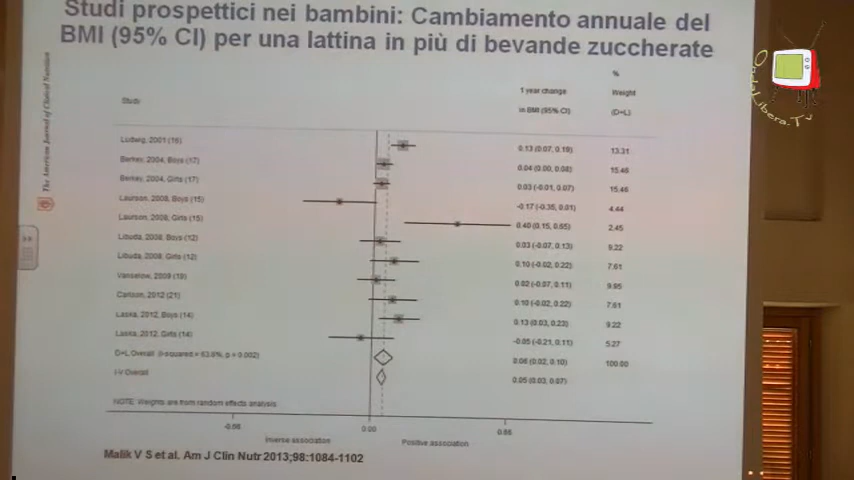 Studi prospettici nei bambini: Cambiamento annuale del
BMI (95% CI) per una lattina in più di bevande zuccherate
The American Journal of Clinical Nutrition
Study
1 year change
in BMI (95% CI)
%
Weight
(D+L)
Ludwig, 2001 (16) 0.13 (0.07, 0.19) 13.31
Berkey, 2004, Boys (17) 0.04 (0.00, 0.08) 15.46
Berkey, 2004, Girls (17) 0.03 (-0.01, 0.07) 15.46
Laurson, 2008, Boys (15) -0.17 (-0.35, 0.01) 4.44
Laurson, 2008, Girls (15) 0.40 (0.15, 0.65) 2.45
Libuda, 2008, Boys (12) 0.03 (-0.07, 0.13) 9.22
Libuda, 2008, Girls (12) 0.10 (-0.02, 0.22) 7.61
Vanselow, 2009 (19) 0.02 (-0.07, 0.11) 9.95
Carlson, 2012 (21) 0.10 (-0.02, 0.22) 7.61
Laska, 2012, Boys (14) 0.13 (0.03, 0.23) 9.22
Laska, 2012, Girls (14) -0.05 (-0.21, 0.11) 5.27
D+L Overall (I-squared = 63.6%, p = 0.002) 0.06 (0.02, 0.10) 100.00
I-V Overall 0.05 (0.03, 0.07)
NOTE: Weights are from random effects analysis
0.00
Inverse association Positive association
Malik V S et al. Am J Clin Nutr 2013;98:1084-1102
OndaLibera.Tv